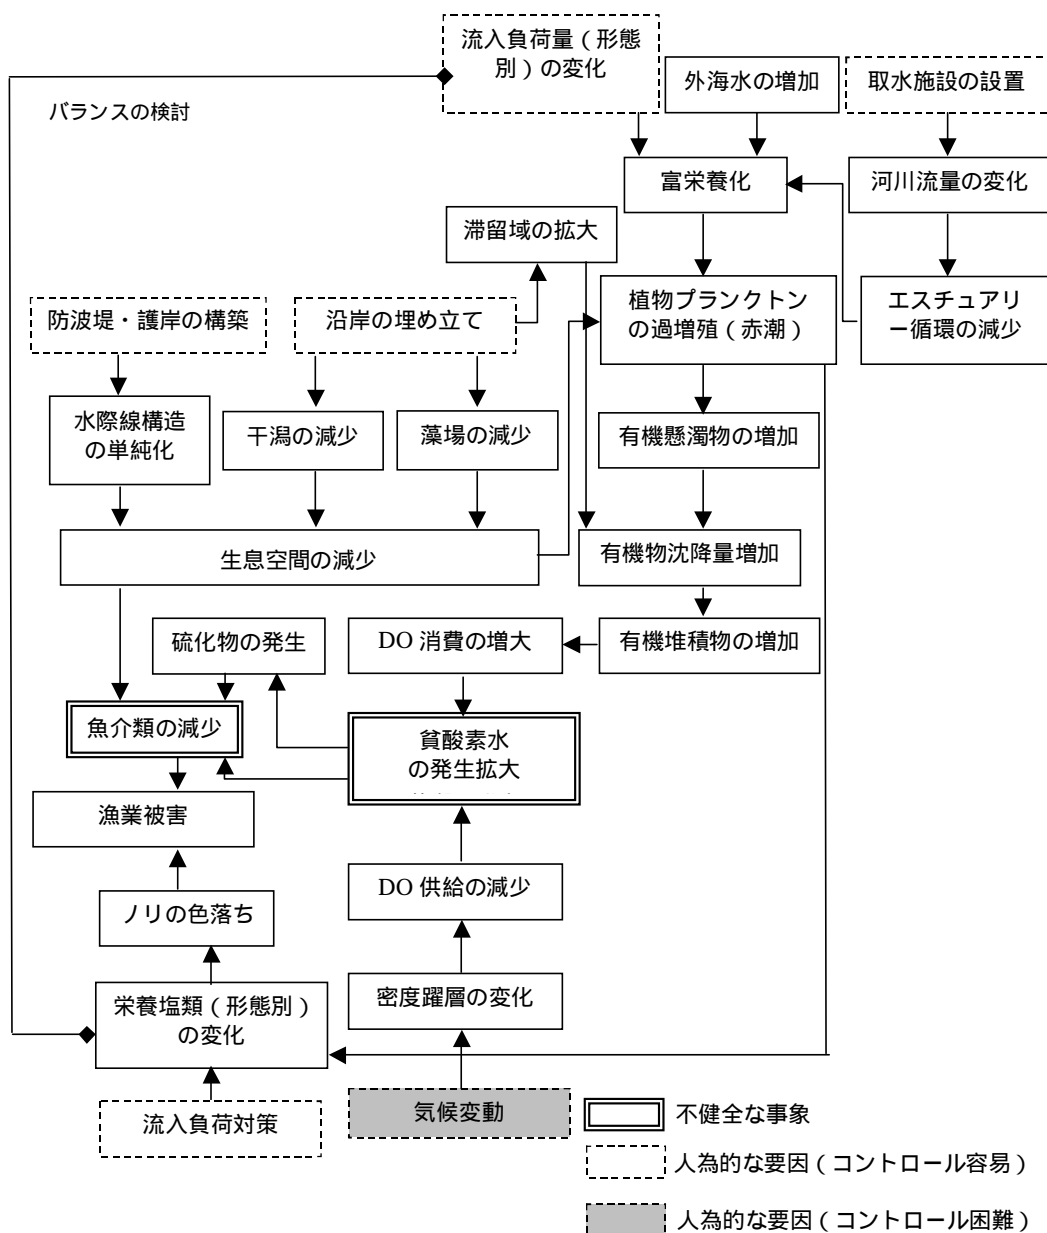 流入負荷量（形態
別）の変化
外海水の増加
取水施設の設置
バランスの検討
富栄養化
河川流量の変化
滞留域の拡大
防波堤・護岸の構築
沿岸の埋め立て
植物プランクトン
の過増殖（赤潮）
エスチュアリ
ー循環の減少
水際線構造
の単純化
干潟の減少
藻場の減少
有機懸濁物の増加
生息空間の減少
有機物沈降量増加
硫化物の発生
DO 消費の増大
有機堆積物の増加
魚介類の減少
貧酸素水
の発生拡大
漁業被害
DO 供給の減少
ノリの色落ち
栄養塩類（形態別）
の変化
密度躍層の変化
流入負荷対策
気候変動
不健全な事象
人為的な要因（コントロール容易）
人為的な要因（コントロール困難）